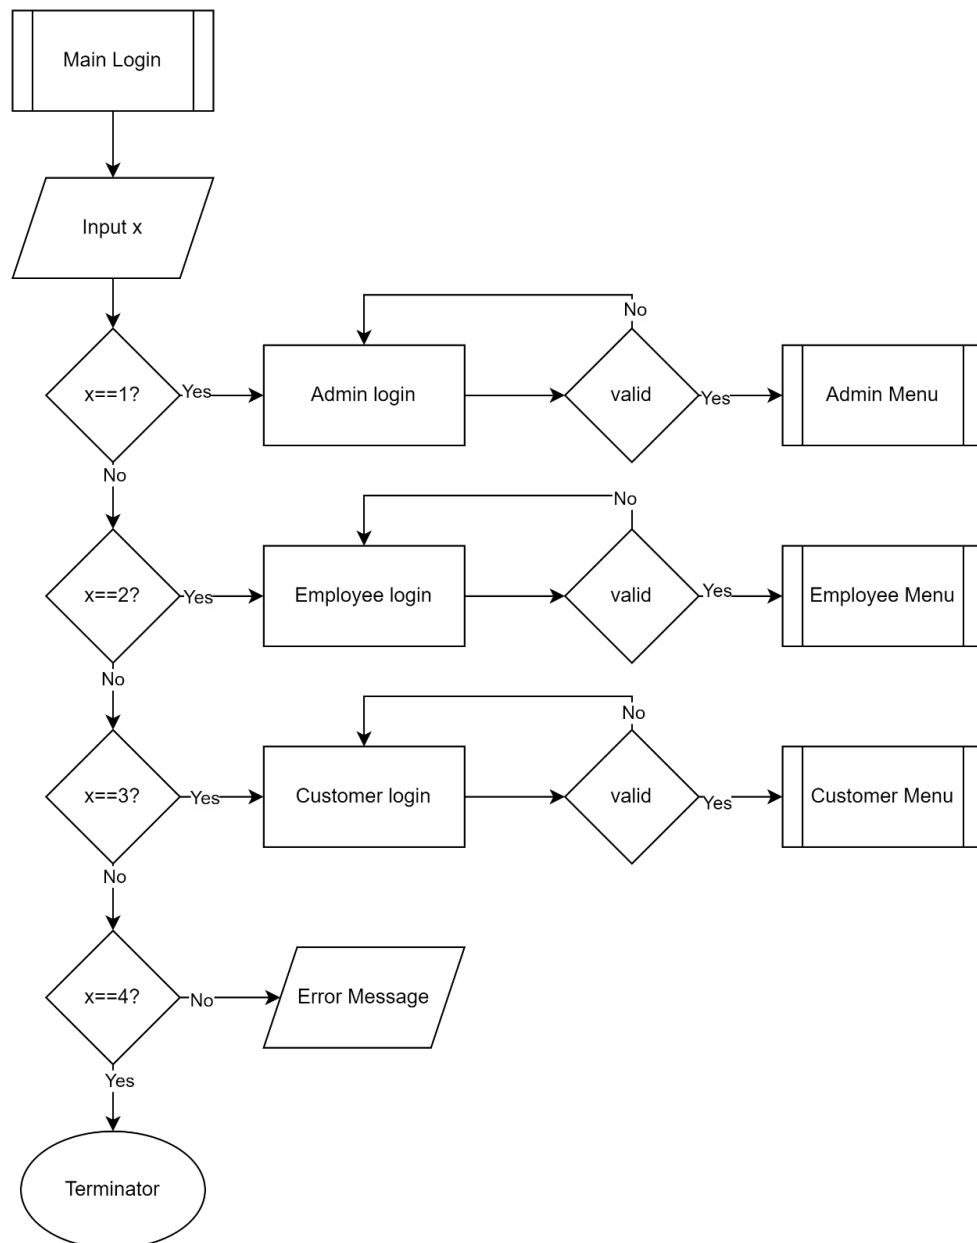 Main Login
Input x
No
x==1?
Yes
Admin login
valid
Yes
Admin Menu
No
No
x==2?
Yes
Employee login
valid
Yes
Employee Menu
No
No
x==3?
Yes
Customer login
valid
Yes
Customer Menu
No
x==4?
No
Error Message
Yes
Terminator